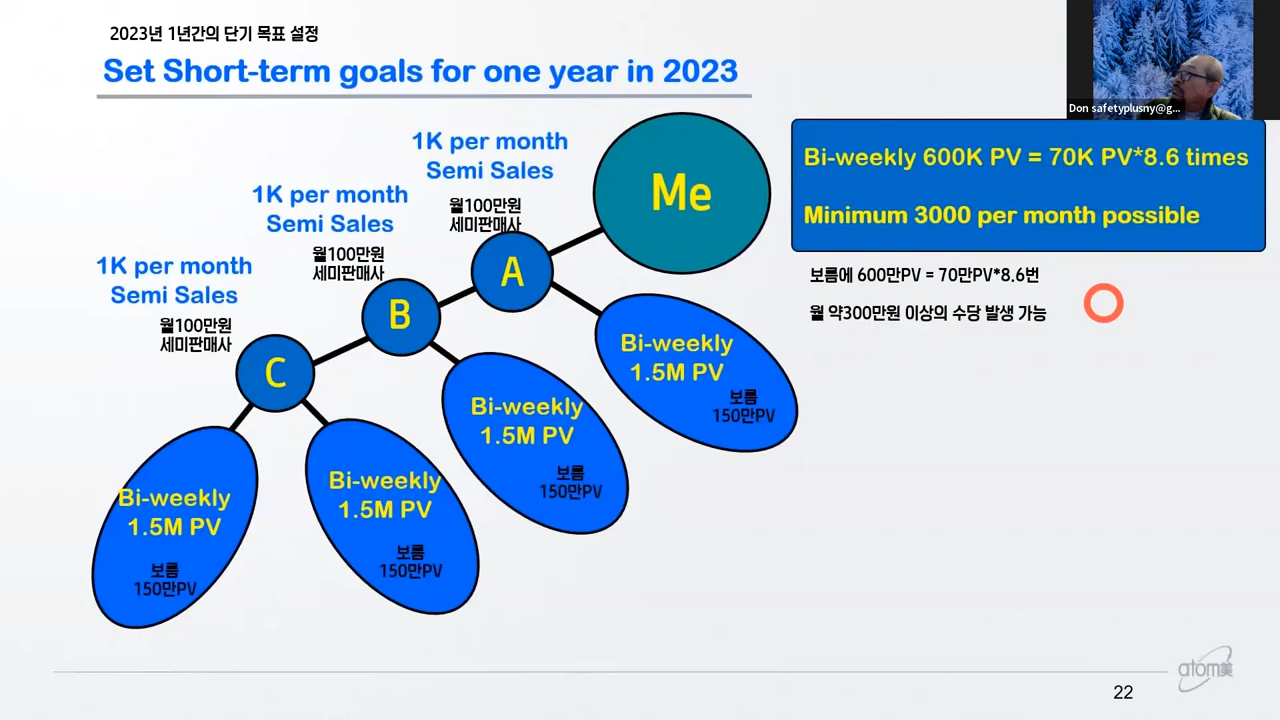 2023년 1년간의 단기 목표 설정
Set Short-term goals for one year in 2023
Don safetyplusny@g...
Me
Bi-weekly 600K PV = 70K PV*8.6 times
Minimum 3000 per month possible
보름에 600만PV = 70만PV*8.6번
월 약300만원 이상의 수당 발생 가능
1K per month
Semi Sales
월100만원
세미판매사
A
1K per month
Semi Sales
월100만원
세미판매사
B
1K per month
Semi Sales
월100만원
세미판매사
C
Bi-weekly
1.5M PV
보름
150만PV
Bi-weekly
1.5M PV
보름
150만PV
Bi-weekly
1.5M PV
보름
150만PV
Bi-weekly
1.5M PV
보름
150만PV
atom美
22